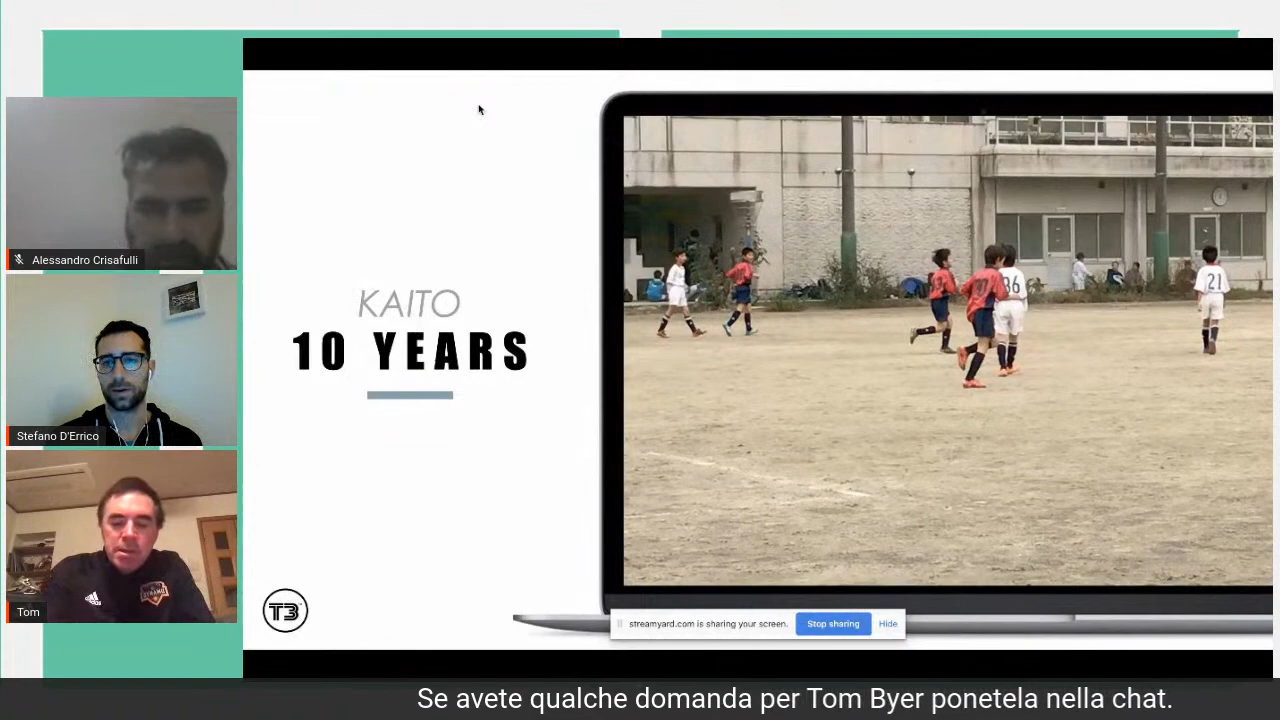 Alessandro Crisafulli
Stefano D'Errico
Tom
KAITO
10 YEARS
T3
36
21
streamyard.com is sharing your screen.
Stop sharing
Hide
Se avete qualche domanda per Tom Byer ponetela nella chat.